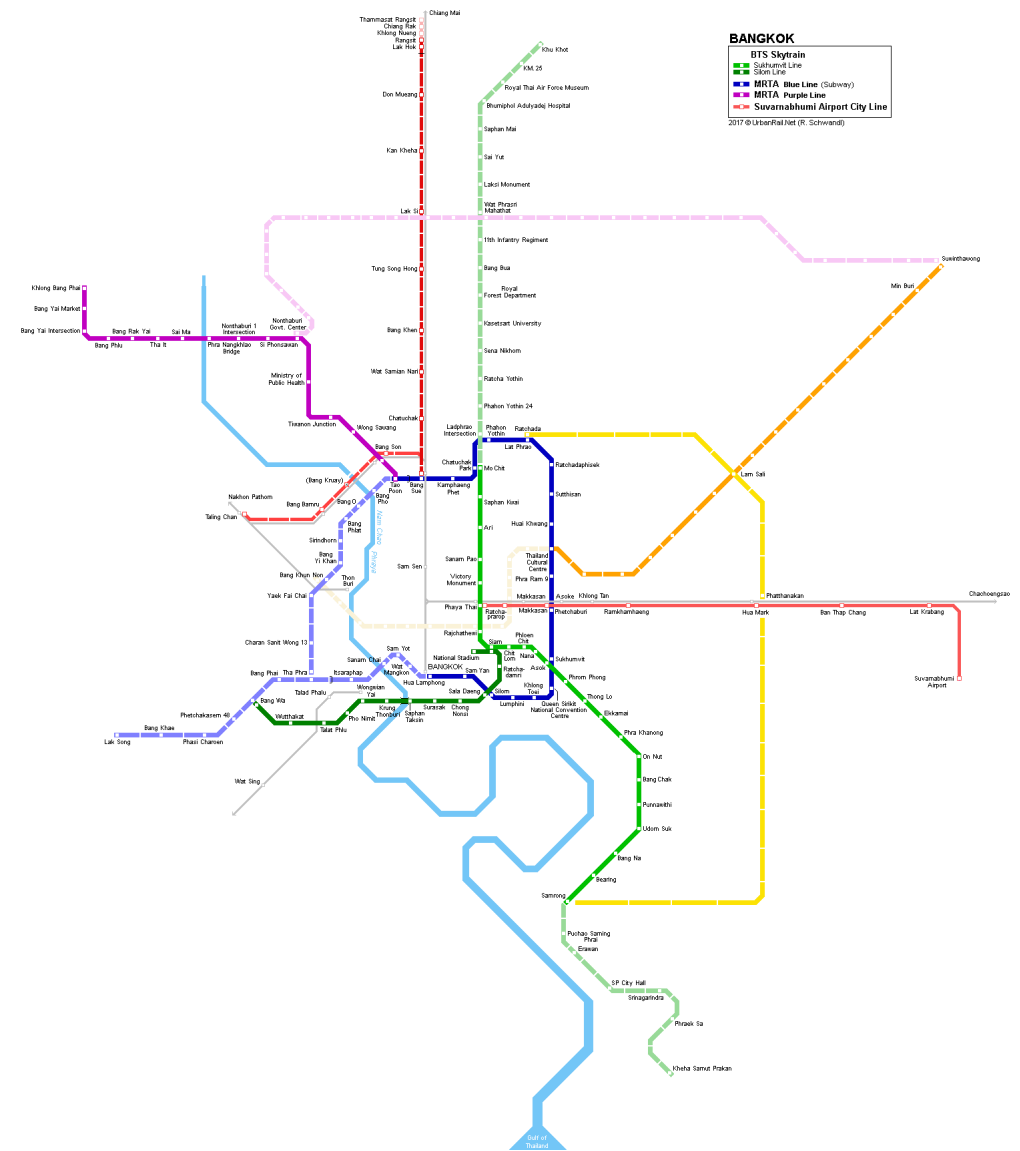 Chiang Mai
Thammasat Rangsit
Chiang Rak
Khlong Nueng
Rangsit
Lak Hok
Don Mueang
Kan Kheha
Lak Si
Tung Song Hong
Bang Khen
Wat Samian Nari
Chatuchak
BANGKOK
BTS Skytrain
Sukhumvit Line
Silom Line
MRTA Blue Line (Subway)
MRTA Purple Line
Suvarnabhumi Airport City Line
2017 © UrbanRail.Net (R. Schwandl)
Khu Khot
KM. 25
Royal Thai Air Force Museum
Bhumiphol Adulyadej Hospital
Saphan Mai
Sai Yut
Laksi Monument
Wat Phrasri
Mahathat
11th Infantry Regiment
Bang Bua
Royal
Forest Department
Kasetsart University
Sena Nikhom
Ratcha Yothin
Phahon Yothin 24
Ladphrao
Intersection
Phahon
Yothin
Ratchada
Lat Phrao
Suwinthawong
Min Buri
Lam Sali
Khlong Bang Phai
Bang Yai Market
Bang Yai Intersection
Bang Phlu
Bang Rak Yai
Tha It
Sai Ma
Phra Nangkhlao
Bridge
Nonthaburi 1
Intersection
Si Phonsawan
Nonthaburi
Govt. Center
Ministry of
Public Health
Tiwanon Junction
Wong Sawang
Bang Son
(Bang Kruay)
Tao
Poon
Bang
Sue
Kamphaeng
Phet
Chatuchak
Park
Mo Chit
Ratchadaphisek
Sutthisan
Huai Khwang
Thailand
Cultural
Centre
Phra Ram 9
Saphan Kwai
Ari
Sanam Pao
Victory
Monument
Phaya Thai
Ratcha-
prarop
Rajchathewi
Nakhon Pathom
Taling Chan
Bang Bamru
Bang O
Bang
Pho
Bang
Phlat
Sirindhorn
Bang
Yi Khan
Bang Khun Non
Thon
Buri
Yaek Fai Chai
Nam Chao Phraya
Sam Sen
Makkasan
Asoke
Khlong Tan
Makkasan
Phetchaburi
Ramkhamhaeng
Phatthanakan
Hua Mark
Ban Thap Chang
Lat Krabang
Chachoengsao
Suvarnabhumi
Airport
Charan Sanit Wong 13
Bang Phai
Tha Phra
Itsaraphap
Sanam Chai
Sam Yot
Wat
Mangkon
BANGKOK
Hua Lamphong
Sam Yan
National Stadium
Siam
Chit
Lom
Phloen
Chit
Nana
Asok
Sukhumvit
Ratcha-
damri
Sala Daeng
Silom
Lumphini
Khlong
Toei
Queen Sirikit
National Convention
Centre
Phrom Phong
Thong Lo
Ekkamai
Phra Khanong
On Nut
Bang Chak
Punnawithi
Udom Suk
Bang Na
Bearing
Samrong
Lak Song
Bang Khae
Phasi Charoen
Phetchakasem 48
Bang Wa
Wutthakat
Talat Phlu
Talad Phalu
Wongwian
Yai
Pho Nimit
Krung
Thonburi
Saphan
Taksin
Surasak
Chong
Nonsi
Wat Sing
Puchao Saming
Phrai
Erawan
SP City Hall
Srinagarindra
Phraek Sa
Kheha Samut Prakan
Gulf of
Thailand